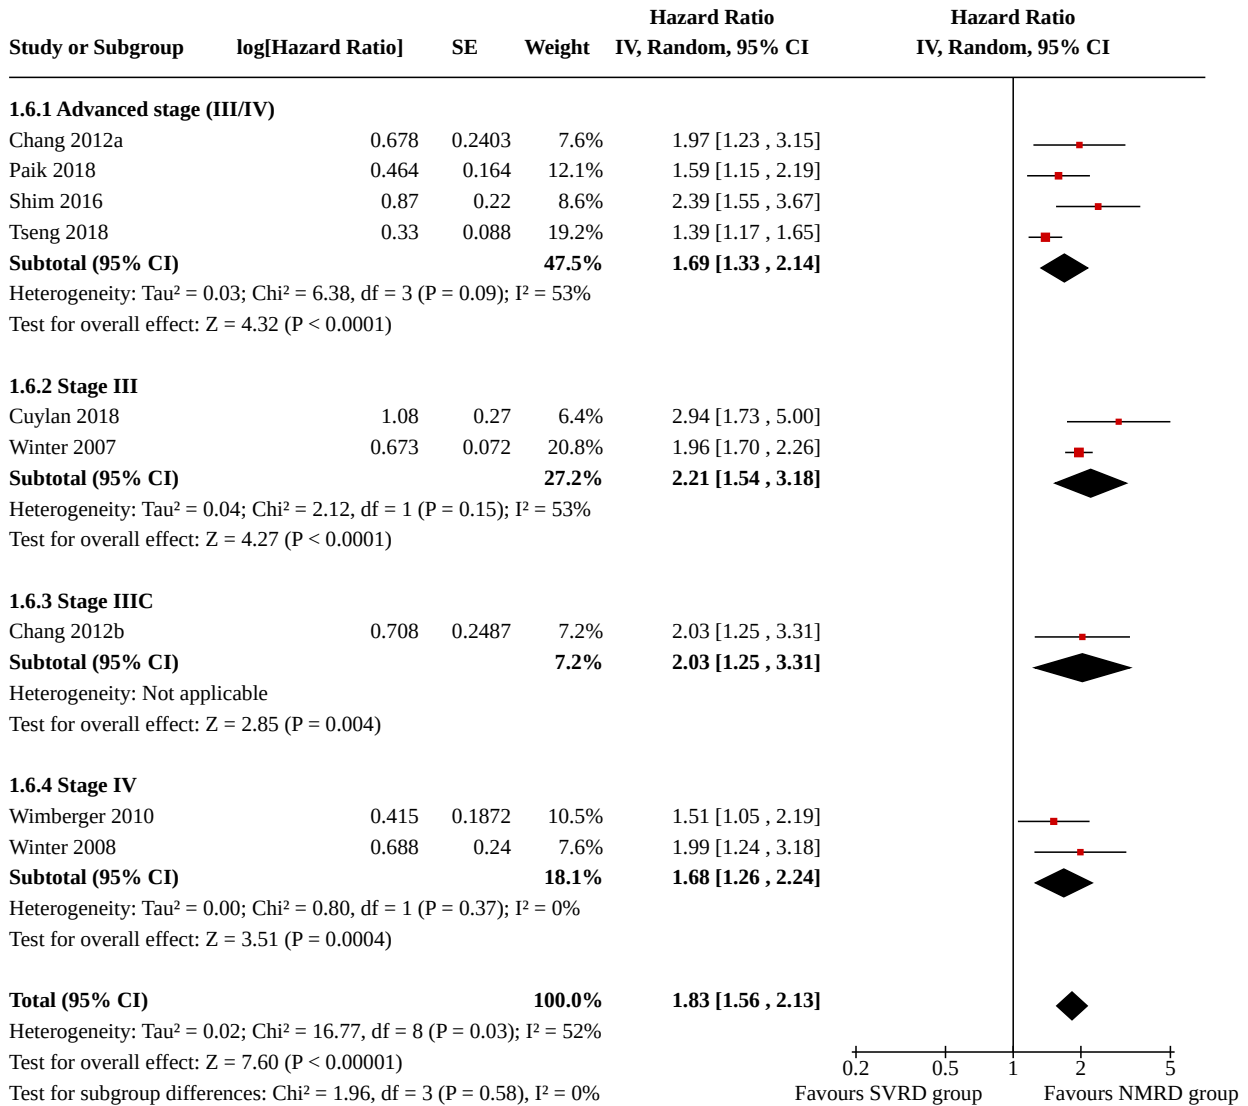 Hazard Ratio Hazard Ratio
Study or Subgroup log[Hazard Ratio] SE Weight IV, Random, 95% CI IV, Random, 95% CI
1.6.1 Advanced stage (III/IV)
Chang 2012a 0.678 0.2403 7.6% 1.97 [1.23 , 3.15]
Paik 2018 0.464 0.164 12.1% 1.59 [1.15 , 2.19]
Shim 2016 0.87 0.22 8.6% 2.39 [1.55 , 3.67]
Tseng 2018 0.33 0.088 19.2% 1.39 [1.17 , 1.65]
Subtotal (95% CI) 47.5% 1.69 [1.33 , 2.14]
Heterogeneity: Tau² = 0.03; Chi² = 6.38, df = 3 (P = 0.09); I² = 53%
Test for overall effect: Z = 4.32 (P < 0.0001)
1.6.2 Stage III
Cuylan 2018 1.08 0.27 6.4% 2.94 [1.73 , 5.00]
Winter 2007 0.673 0.072 20.8% 1.96 [1.70 , 2.26]
Subtotal (95% CI) 27.2% 2.21 [1.54 , 3.18]
Heterogeneity: Tau² = 0.04; Chi² = 2.12, df = 1 (P = 0.15); I² = 53%
Test for overall effect: Z = 4.27 (P < 0.0001)
1.6.3 Stage IIIC
Chang 2012b 0.708 0.2487 7.2% 2.03 [1.25 , 3.31]
Subtotal (95% CI) 7.2% 2.03 [1.25 , 3.31]
Heterogeneity: Not applicable
Test for overall effect: Z = 2.85 (P = 0.004)
1.6.4 Stage IV
Wimberger 2010 0.415 0.1872 10.5% 1.51 [1.05 , 2.19]
Winter 2008 0.688 0.24 7.6% 1.99 [1.24 , 3.18]
Subtotal (95% CI) 18.1% 1.68 [1.26 , 2.24]
Heterogeneity: Tau² = 0.00; Chi² = 0.80, df = 1 (P = 0.37); I² = 0%
Test for overall effect: Z = 3.51 (P = 0.0004)
Total (95% CI) 100.0% 1.83 [1.56 , 2.13]
Heterogeneity: Tau² = 0.02; Chi² = 16.77, df = 8 (P = 0.03); I² = 52%
Test for overall effect: Z = 7.60 (P < 0.00001) 0.2 0.5 1 2 5
Test for subgroup differences: Chi² = 1.96, df = 3 (P = 0.58), I² = 0% Favours SVRD group Favours NMRD group